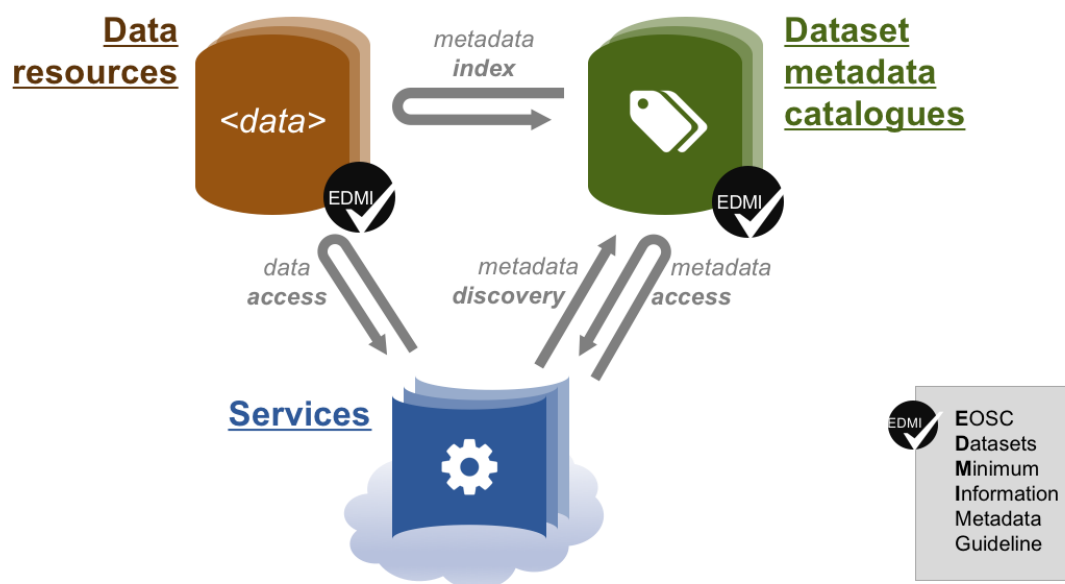 Data
resources
<data>
EDMI
metadata
index
Dataset
metadata
catalogues
EDMI
data
access
metadata
discovery
metadata
access
Services
EDMI
EOSC
Datasets
Minimum
Information
Metadata
Guideline